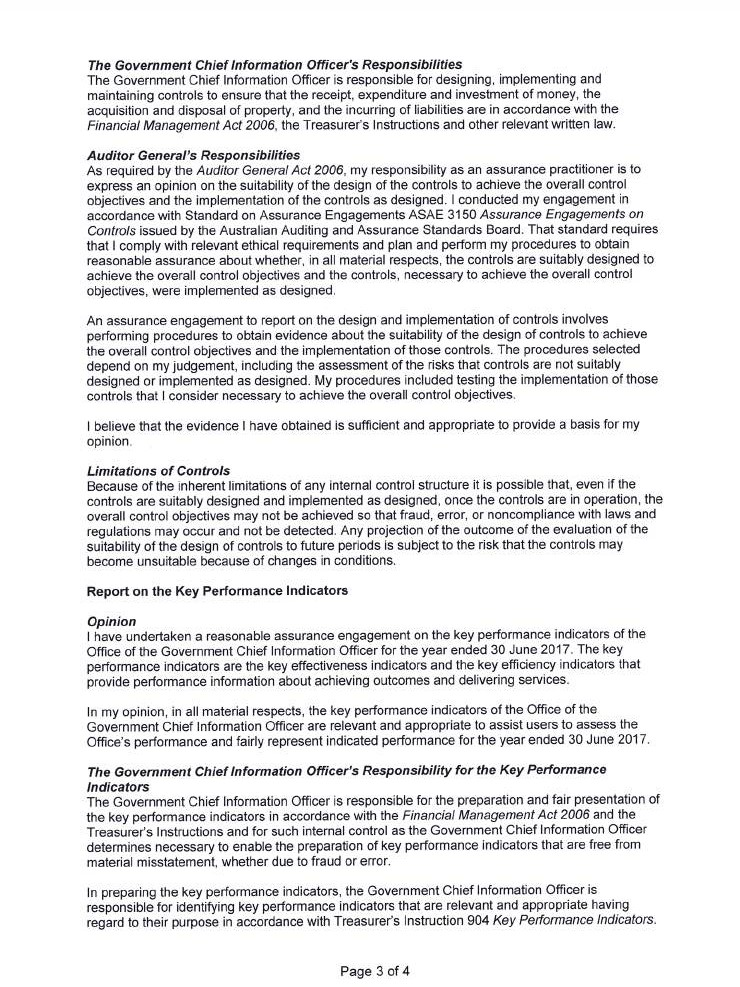 The Government Chief Information Officer's Responsibilities
The Government Chief Information Officer is responsible for designing, implementing and
maintaining controls to ensure that the receipt, expenditure and investment of money, the
acquisition and disposal of property, and the incurring of liabilities are in accordance with the
Financial Management Act 2006, the Treasurer's Instructions and other relevant written law.
Auditor General's Responsibilities
As required by the Auditor General Act 2006, my responsibility as an assurance practitioner is to
express an opinion on the suitability of the design of the controls to achieve the overall control
objectives and the implementation of the controls as designed. I conducted my engagement in
accordance with Standard on Assurance Engagements ASAE 3150 Assurance Engagements on
Controls issued by the Australian Auditing and Assurance Standards Board. That standard requires
that I comply with relevant ethical requirements and plan and perform my procedures to obtain
reasonable assurance about whether, in all material respects, the controls are suitably designed to
achieve the overall control objectives and the controls, necessary to achieve the overall control
objectives, were implemented as designed.
An assurance engagement to report on the design and implementation of controls involves
performing procedures to obtain evidence about the suitability of the design of controls to achieve
the overall control objectives and the implementation of those controls. The procedures selected
depend on my judgement, including the assessment of the risks that controls are not suitably
designed or implemented as designed. My procedures included testing the implementation of those
controls that I consider necessary to achieve the overall control objectives.
I believe that the evidence I have obtained is sufficient and appropriate to provide a basis for my
opinion.
Limitations of Controls
Because of the inherent limitations of any internal control structure it is possible that, even if the
controls are suitably designed and implemented as designed, once the controls are in operation, the
overall control objectives may not be achieved so that fraud, error, or noncompliance with laws and
regulations may occur and not be detected. Any projection of the outcome of the evaluation of the
suitability of the design of controls to future periods is subject to the risk that the controls may
become unsuitable because of changes in conditions.
Report on the Key Performance Indicators
Opinion
I have undertaken a reasonable assurance engagement on the key performance indicators of the
Office of the Government Chief Information Officer for the year ended 30 June 2017. The key
performance indicators are the key effectiveness indicators and the key efficiency indicators that
provide performance information about achieving outcomes and delivering services.
In my opinion, in all material respects, the key performance indicators of the Office of the
Government Chief Information Officer are relevant and appropriate to assist users to assess the
Office's performance and fairly represent indicated performance for the year ended 30 June 2017.
The Government Chief Information Officer's Responsibility for the Key Performance
Indicators
The Government Chief Information Officer is responsible for the preparation and fair presentation of
the key performance indicators in accordance with the Financial Management Act 2006 and the
Treasurer's Instructions and for such internal control as the Government Chief Information Officer
determines necessary to enable the preparation of key performance indicators that are free from
material misstatement, whether due to fraud or error.
In preparing the key performance indicators, the Government Chief Information Officer is
responsible for identifying key performance indicators that are relevant and appropriate having
regard to their purpose in accordance with Treasurer's Instruction 904 Key Performance Indicators.
Page 3 of 4